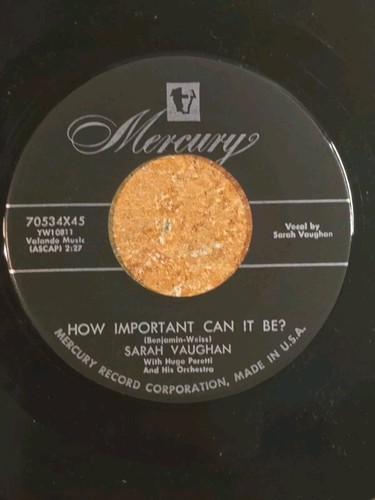 Mercury
70534X45
YW10811
Valando Music
(ASCAP) 2:27
Vocal by
Sarah Vaughan
HOW IMPORTANT CAN IT BE?
(Benjamin-Weiss)
SARAH VAUGHAN
With Hugo Peretti
And His Orchestra
MERCURY RECORD CORPORATION, MADE IN U.S.A.